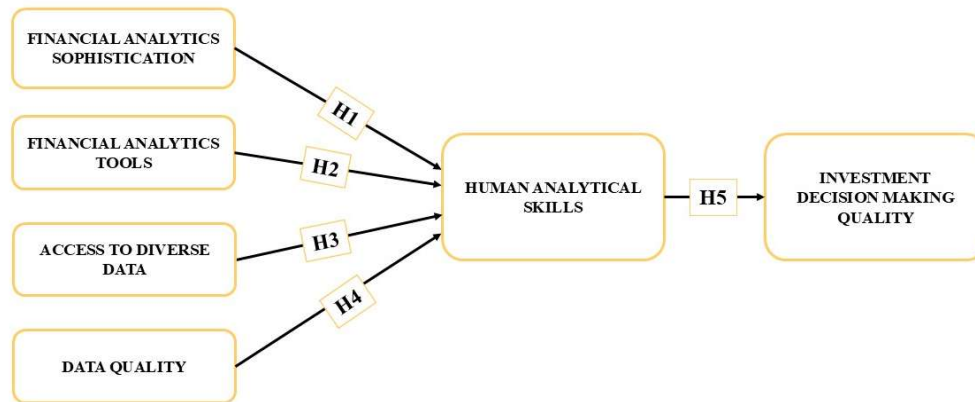 FINANCIAL ANALYTICS
SOPHISTICATION
H1
FINANCIAL ANALYTICS
TOOLS
H2
HUMAN ANALYTICAL
SKILLS
H5
INVESTMENT
DECISION MAKING
QUALITY
ACCESS TO DIVERSE
DATA
H3
H4
DATA QUALITY